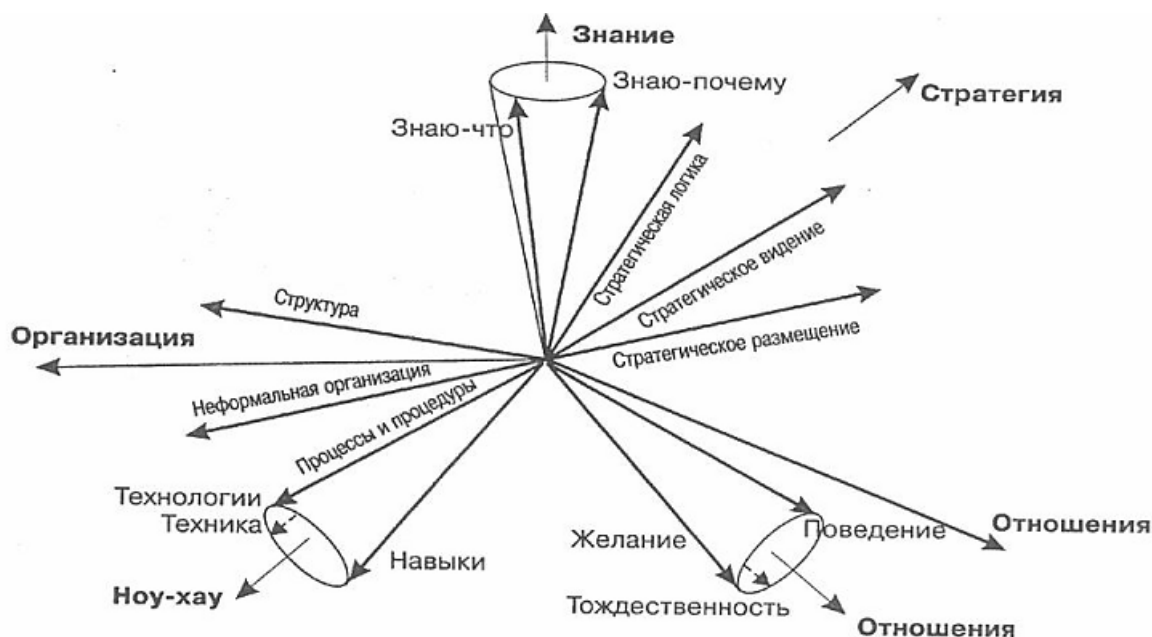 Знание
Знаю-почему
Стратегия
Знаю-что
Стратегическая логика
Стратегическое видение
Структура
Стратегическое размещение
Организация
Неформальная организация
Процессы и процедуры
Технологии
Техника
Навыки
Ноу-хау
Желание
Поведение
Отношения
Тождественность
Отношения